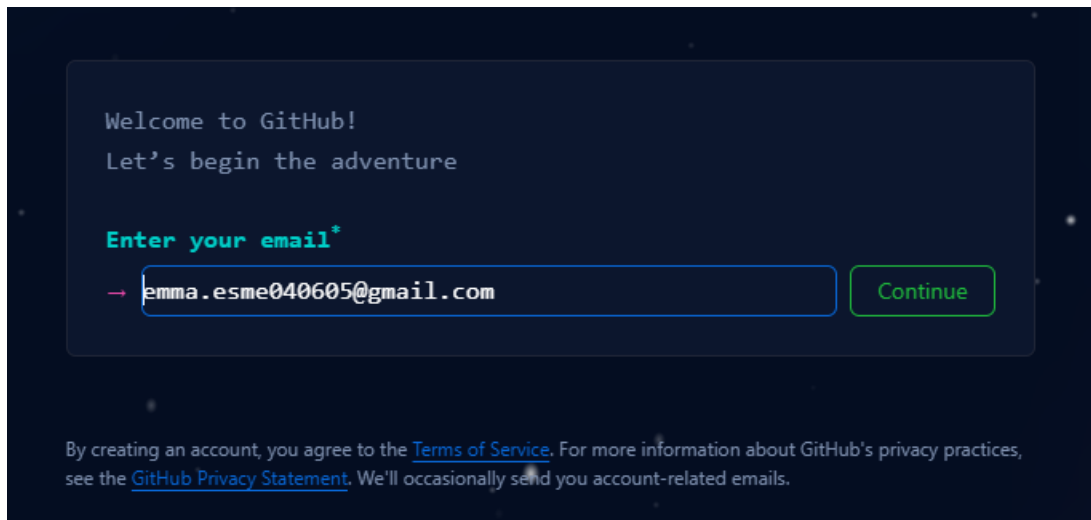 Welcome to GitHub!
Let’s begin the adventure
Enter your email*
→ emma.esme040605@gmail.com Continue
By creating an account, you agree to the Terms of Service. For more information about GitHub's privacy practices,
see the GitHub Privacy Statement. We'll occasionally send you account-related emails.